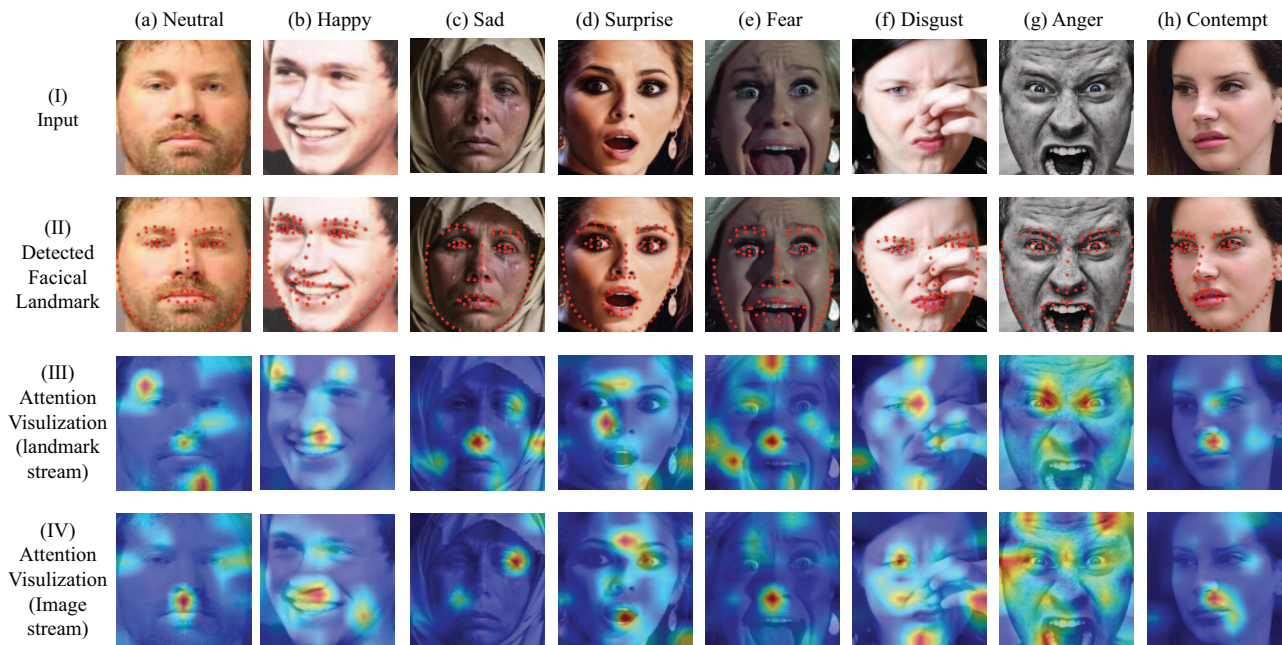 (a) Neutral
(b) Happy
(c) Sad
(d) Surprise
(e) Fear
(f) Disgust
(g) Anger
(h) Contempt
(I)
Input
(II)
Detected
Facical
Landmark
(III)
Attention
Visulization
(landmark
stream)
(IV)
Attention
Visulization
(Image
stream)